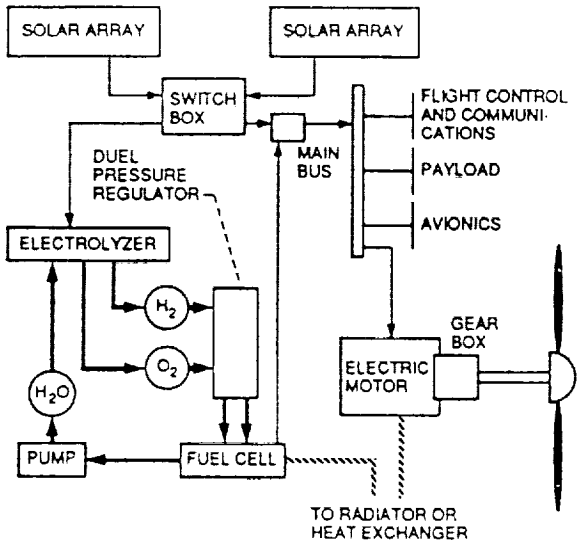 SOLAR ARRAY
SOLAR ARRAY
SWITCH
BOX
MAIN
BUS
FLIGHT CONTROL
AND COMMUNI-
CATIONS
PAYLOAD
AVIONICS
DUEL
PRESSURE
REGULATOR
ELECTROLYZER
H2
O2
H2O
PUMP
FUEL CELL
ELECTRIC
MOTOR
GEAR
BOX
TO RADIATOR OR
HEAT EXCHANGER